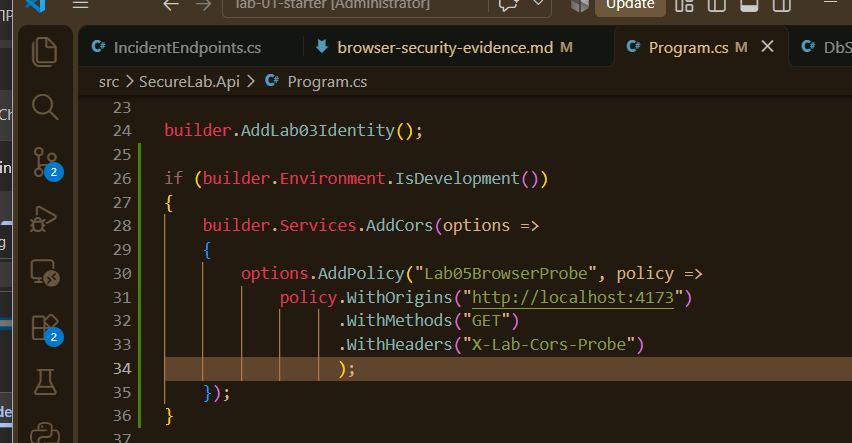 lab-01-starter [Administrator]
Update
IncidentEndpoints.cs
browser-security-evidence.md M
Program.cs M
src > SecureLab.Api > Program.cs
23
24 builder.AddLab03Identity();
25
26 if (builder.Environment.IsDevelopment())
27 {
28 builder.Services.AddCors(options =>
29 {
30 options.AddPolicy("Lab05BrowserProbe", policy =>
31 policy.WithOrigins("http://localhost:4173")
32 .WithMethods("GET")
33 .WithHeaders("X-Lab-Cors-Probe")
34 );
35 });
36 }
37
2
2